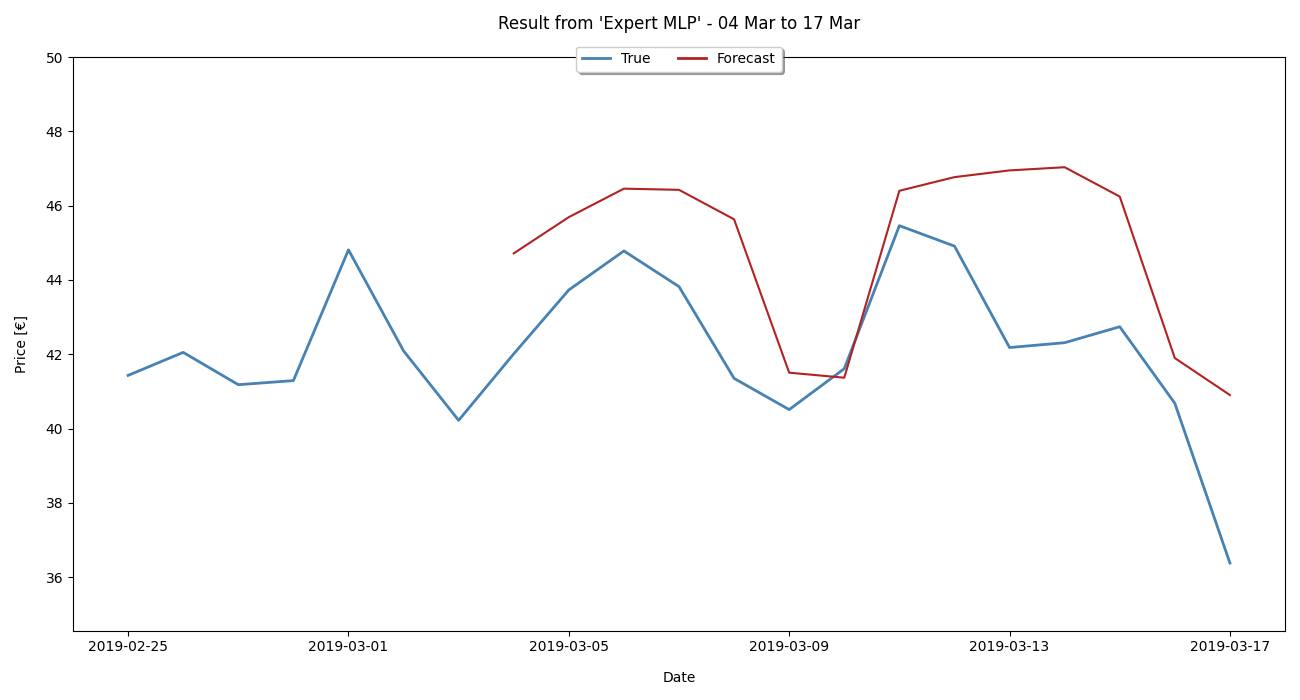 Result from 'Expert MLP' - 04 Mar to 17 Mar
True Forecast
50
48
46
44
42
40
38
36
Price [€]
2019-02-25 2019-03-01 2019-03-05 2019-03-09 2019-03-13 2019-03-17
Date